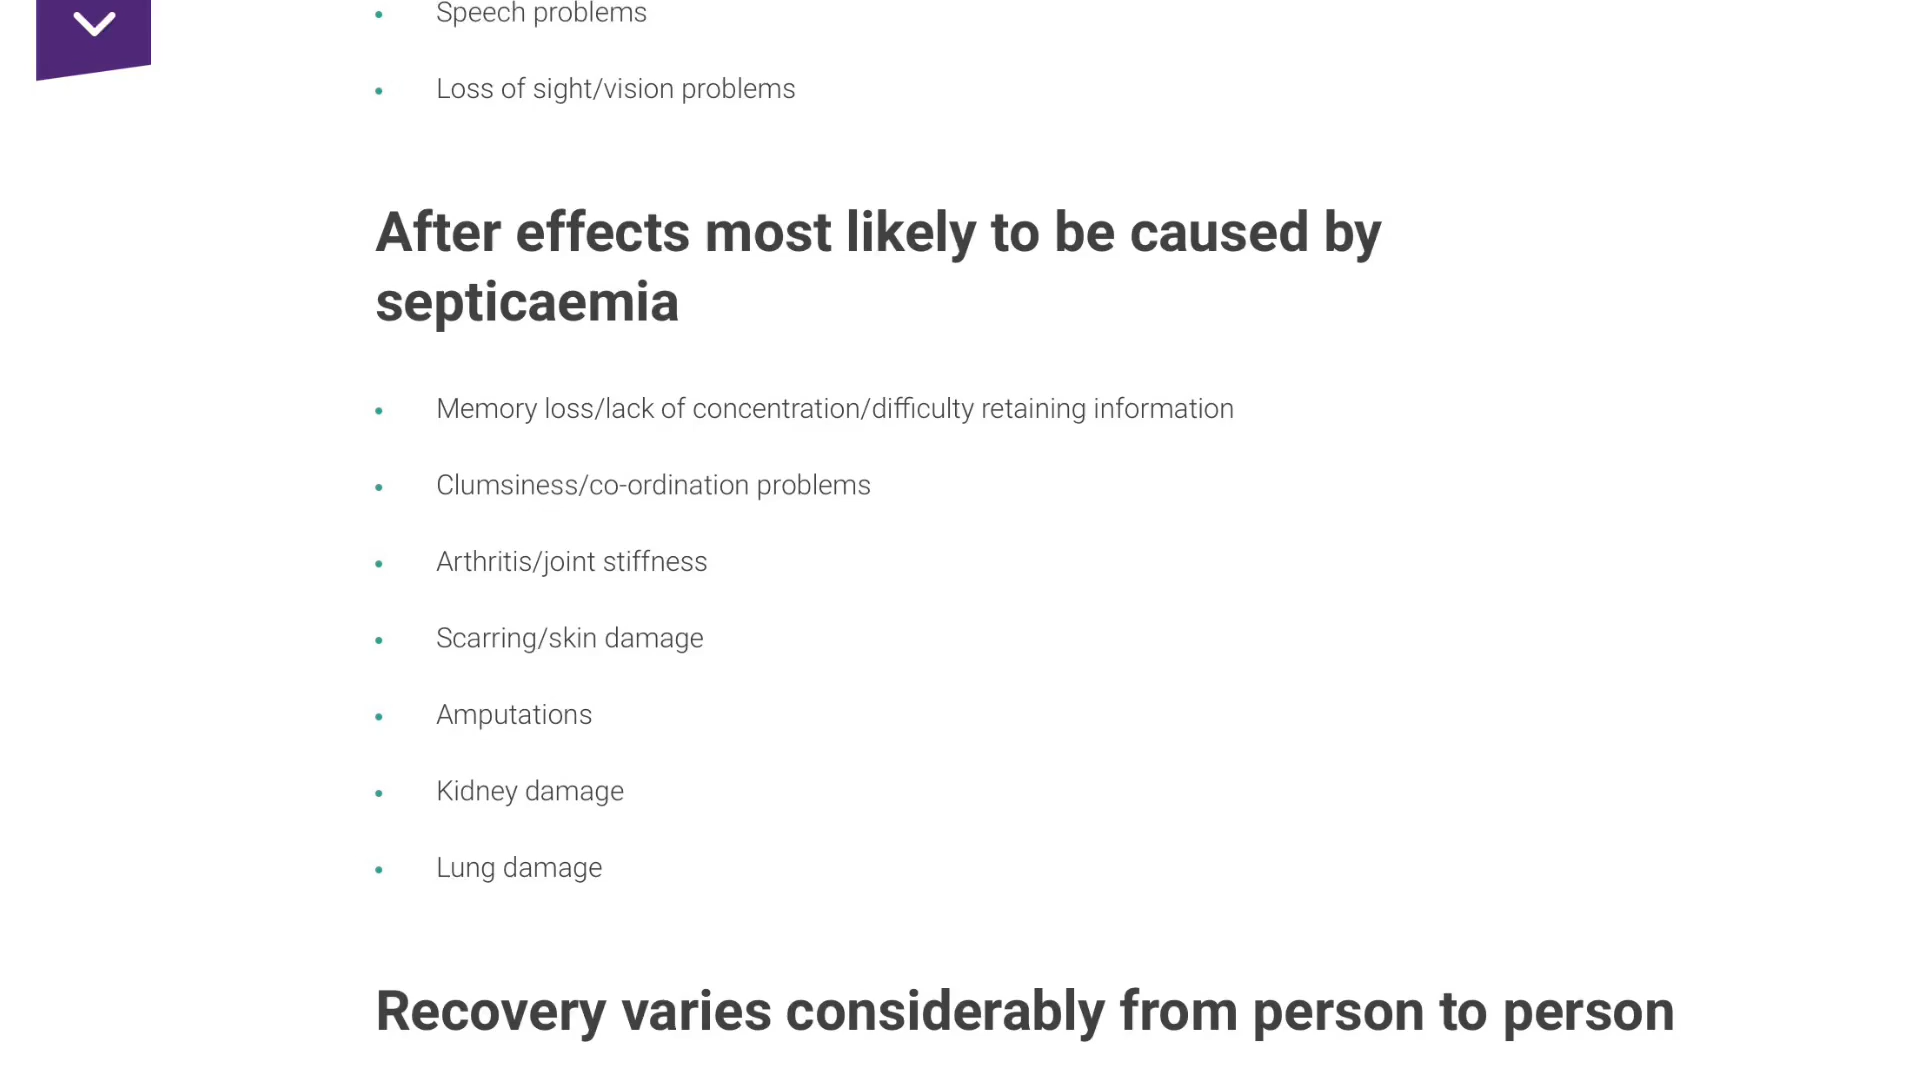 Speech problems
Loss of sight/vision problems
After effects most likely to be caused by
septicaemia
Memory loss/lack of concentration/difficulty retaining information
Clumsiness/co-ordination problems
Arthritis/joint stiffness
Scarring/skin damage
Amputations
Kidney damage
Lung damage
Recovery varies considerably from person to person